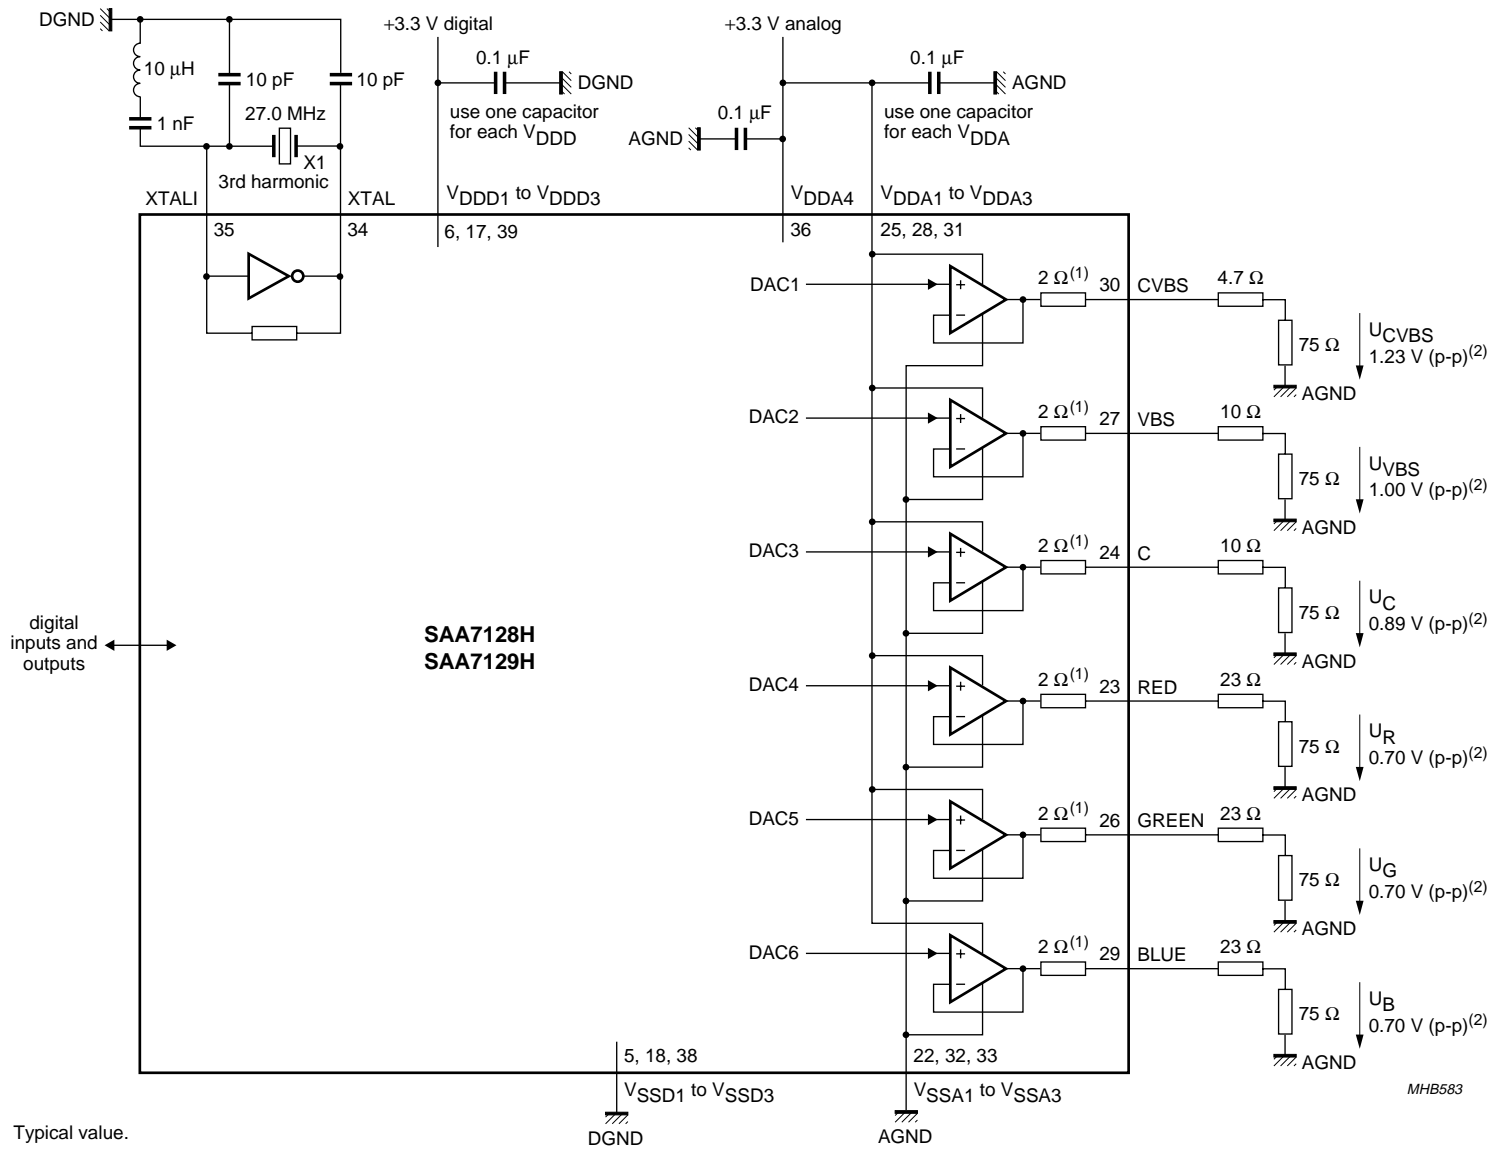 DGND
+3.3 V digital
+3.3 V analog
10 μH
10 pF
10 pF
0.1 μF
DGND
0.1 μF
AGND
1 nF
27.0 MHz
X1
3rd harmonic
use one capacitor
for each VDDD
AGND
0.1 μF
use one capacitor
for each VDDA
XTALI
XTAL
VDDD1 to VDDD3
VDDA4
VDDA1 to VDDA3
35
34
6, 17, 39
36
25, 28, 31
DAC1
+
−
2 Ω(1)
30
CVBS
4.7 Ω
75 Ω
UCVBS
1.23 V (p-p)(2)
AGND
DAC2
+
−
2 Ω(1)
27
VBS
10 Ω
75 Ω
UVBS
1.00 V (p-p)(2)
AGND
DAC3
+
−
2 Ω(1)
24
C
10 Ω
75 Ω
UC
0.89 V (p-p)(2)
AGND
digital
inputs and
outputs
SAA7128H
SAA7129H
DAC4
+
−
2 Ω(1)
23
RED
23 Ω
75 Ω
UR
0.70 V (p-p)(2)
AGND
DAC5
+
−
2 Ω(1)
26
GREEN
23 Ω
75 Ω
UG
0.70 V (p-p)(2)
AGND
DAC6
+
−
2 Ω(1)
29
BLUE
23 Ω
75 Ω
UB
0.70 V (p-p)(2)
AGND
5, 18, 38
22, 32, 33
VSSD1 to VSSD3
VSSA1 to VSSA3
DGND
AGND
MHB583
Typical value.